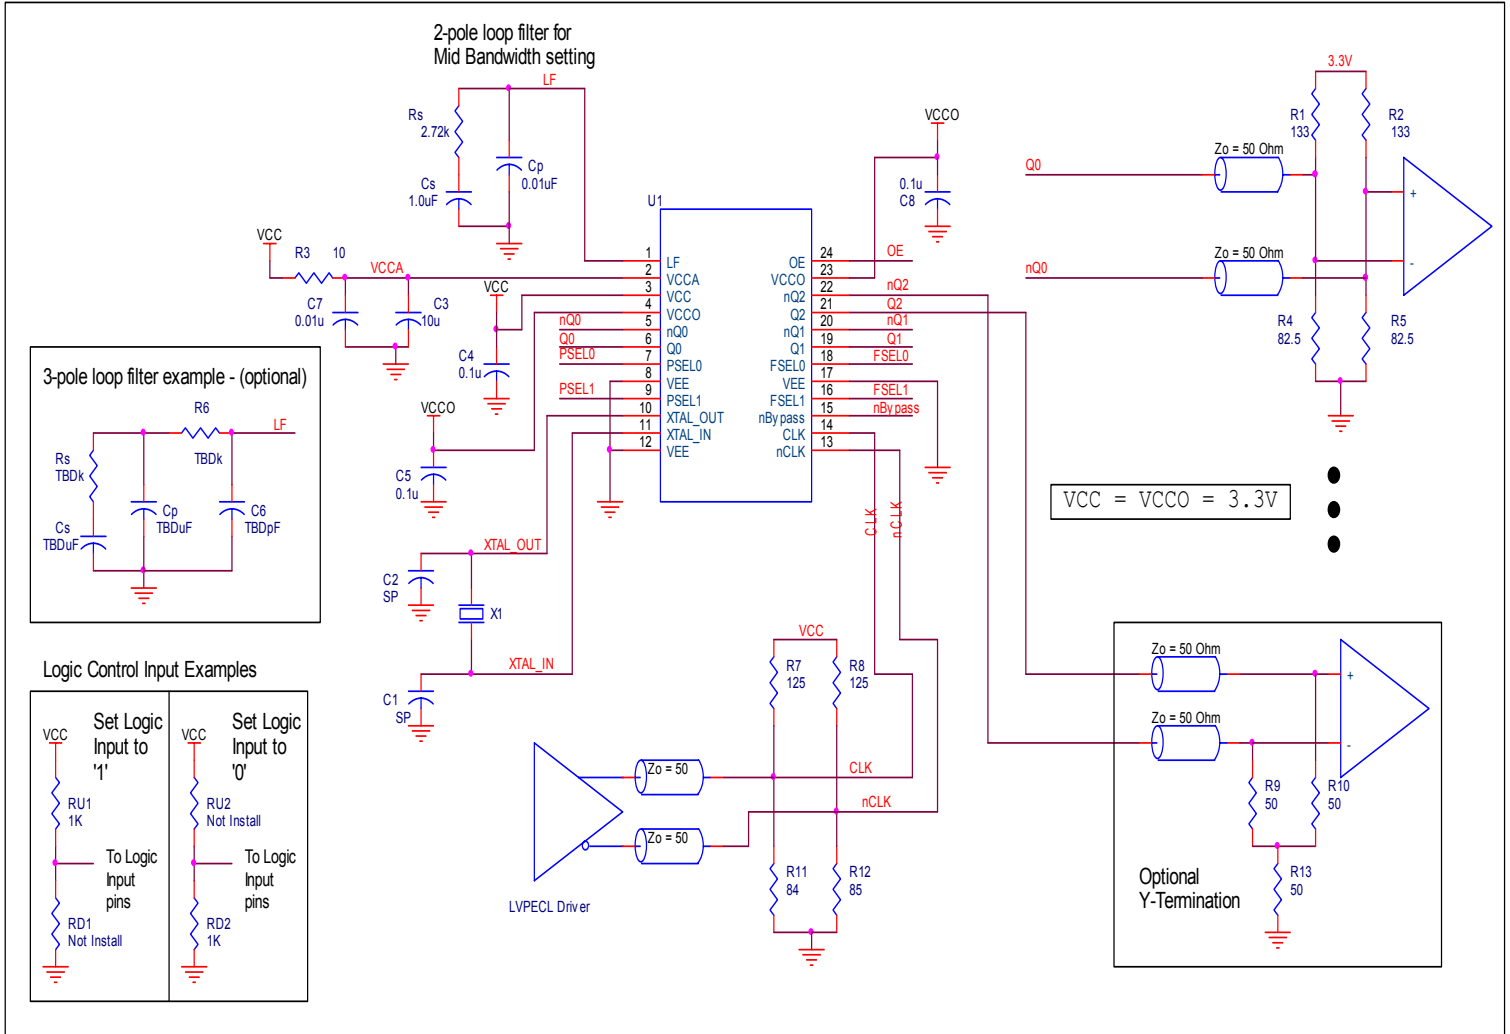 2-pole loop filter for
Mid Bandwidth setting
LF
Rs
2.72k
Cp
0.01uF
Cs
1.0uF
VCC
R3 10
VCCA
C7
0.01u
C3
10u
VCC
C4
0.1u
VCCO
C5
0.1u
nQ0
Q0
PSEL0
PSEL1
U1
1 LF
2 VCCA
3 VCC
4 VCCO
5 nQ0
6 Q0
7 PSEL0
8 VEE
9 PSEL1
10 XTAL_OUT
11 XTAL_IN
12 VEE
OE 24
VCCO 23
nQ2 22
Q2 21
nQ1 20
Q1 19
FSEL0 18
VEE 17
FSEL1 16
nBypass 15
CLK 14
nCLK 13
OE
nQ2
Q2
nQ1
Q1
FSEL0
FSEL1
nBypass
VCCO
0.1u
C8
CLK
nCLK
3.3V
R1
133
R2
133
Q0
Zo = 50 Ohm
nQ0
Zo = 50 Ohm
+
-
R4
82.5
R5
82.5
VCC = VCCO = 3.3V
3-pole loop filter example - (optional)
R6
TBDk
LF
Rs
TBDk
Cp
TBDuF
C6
TBDpF
Cs
TBDuF
XTAL_OUT
C2
SP
X1
XTAL_IN
C1
SP
Logic Control Input Examples
VCC
Set Logic
Input to
'1'
RU1
1K
To Logic
Input
pins
RD1
Not Install
VCC
Set Logic
Input to
'0'
RU2
Not Install
To Logic
Input
pins
RD2
1K
VCC
R7
125
R8
125
Zo = 50
CLK
nCLK
Zo = 50
LVPECL Driver
R11
84
R12
85
Zo = 50 Ohm
Zo = 50 Ohm
+
-
R9
50
R10
50
R13
50
Optional
Y-Termination